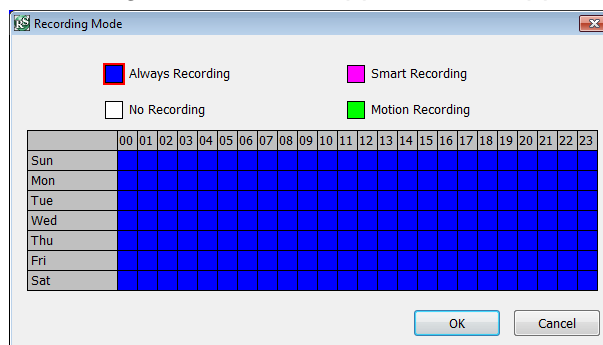 RS Recording Mode
Always Recording Smart Recording
No Recording Motion Recording
00 01 02 03 04 05 06 07 08 09 10 11 12 13 14 15 16 17 18 19 20 21 22 23
Sun
Mon
Tue
Wed
Thu
Fri
Sat
OK Cancel